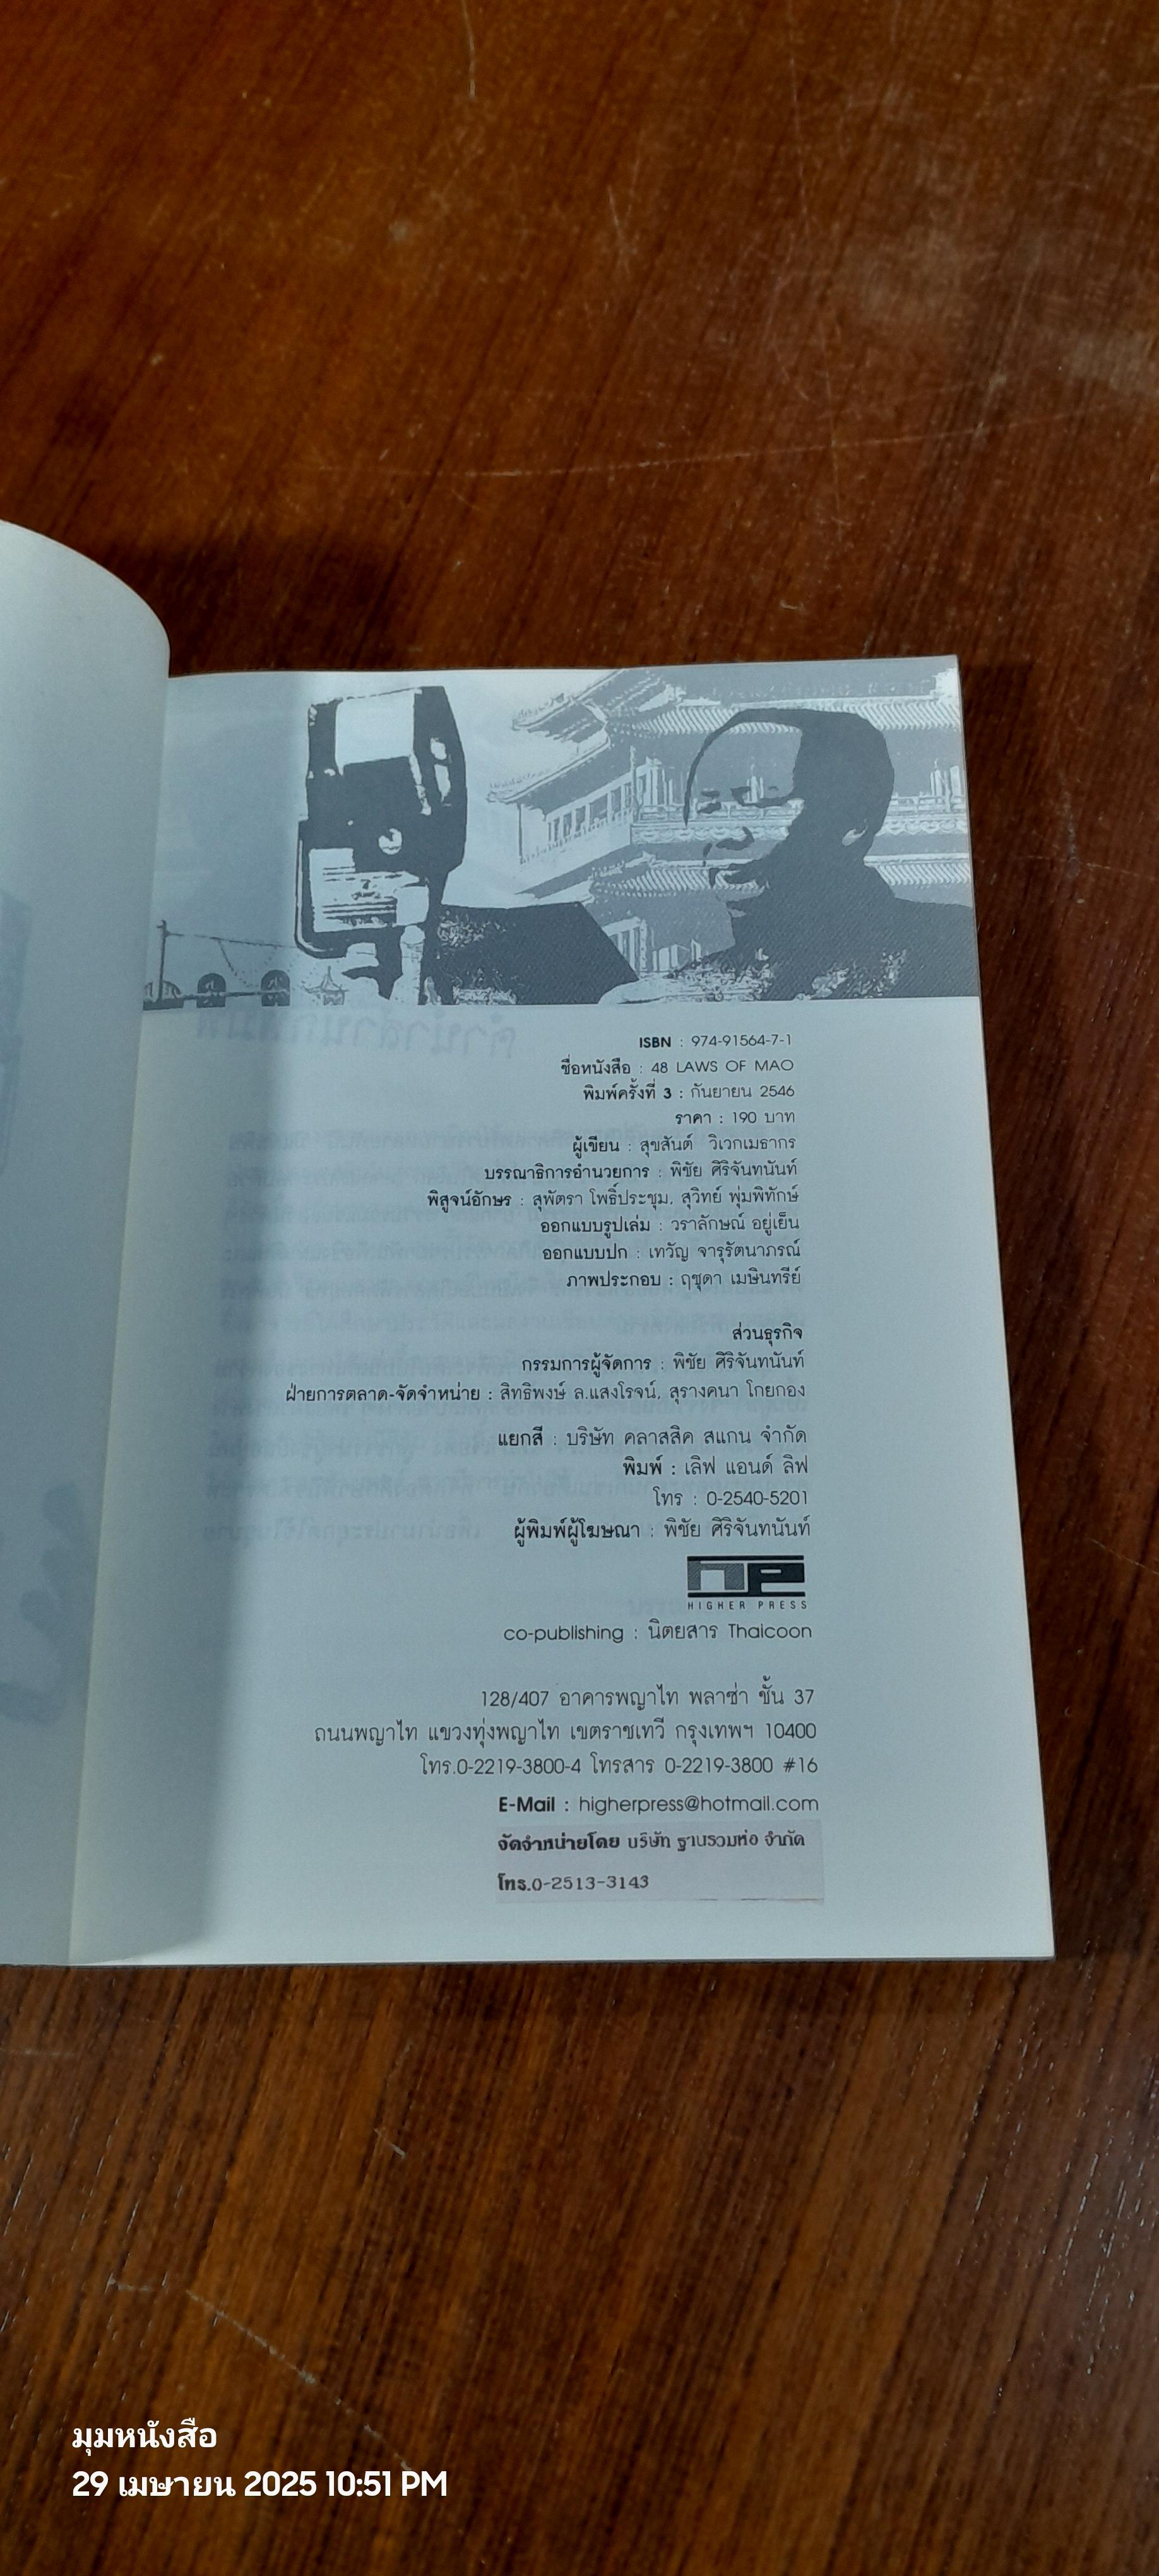 ISBN : 974-91564-7-1
ชื่อหนังสือ : 48 LAWS OF MAO
พิมพ์ครั้งที่ 3 : กันยายน 2546
ราคา : 190 บาท
ผู้เขียน : สุขสันต์ วิเวกเมธากร
บรรณาธิการอำนวยการ : พิชัย ศิริจันทนันท์
พิสูจน์อักษร : สุพัตรา โพธิ์ประชุม, สุวิทย์ พุ่มพิทักษ์
ออกแบบรูปเล่ม : วราลักษณ์ อยู่เย็น
ออกแบบปก : เทวัญ จารุรัตนาภรณ์
ภาพประกอบ : ฤชุดา เมษินทรีย์
ส่วนธุรกิจ
กรรมการผู้จัดการ : พิชัย ศิริจันทนันท์
ฝ่ายการตลาด-จัดจำหน่าย : สิทธิพงษ์ ล.แสงโรจน์, สุรางคนา โกยกอง
แยกสี : บริษัท คลาสสิค สแกน จำกัด
พิมพ์ : เลิฟ แอนด์ ลิฟ
โทร : 0-2540-5201
ผู้พิมพ์ผู้โฆษณา : พิชัย ศิริจันทนันท์
HIGHER PRESS
co-publishing : นิตยสาร Thaicoon
128/407 อาคารพญาไท พลาซ่า ชั้น 37
ถนนพญาไท แขวงทุ่งพญาไท เขตราชเทวี กรุงเทพฯ 10400
โทร.0-2219-3800-4 โทรสาร 0-2219-3800 #16
E-Mail : higherpress@hotmail.com
จัดจำหน่ายโดย บริษัท ฐานรวมห่อ จำกัด
โทร.0-2513-3143
มุมหนังสือ
29 เมษายน 2025 10:51 PM